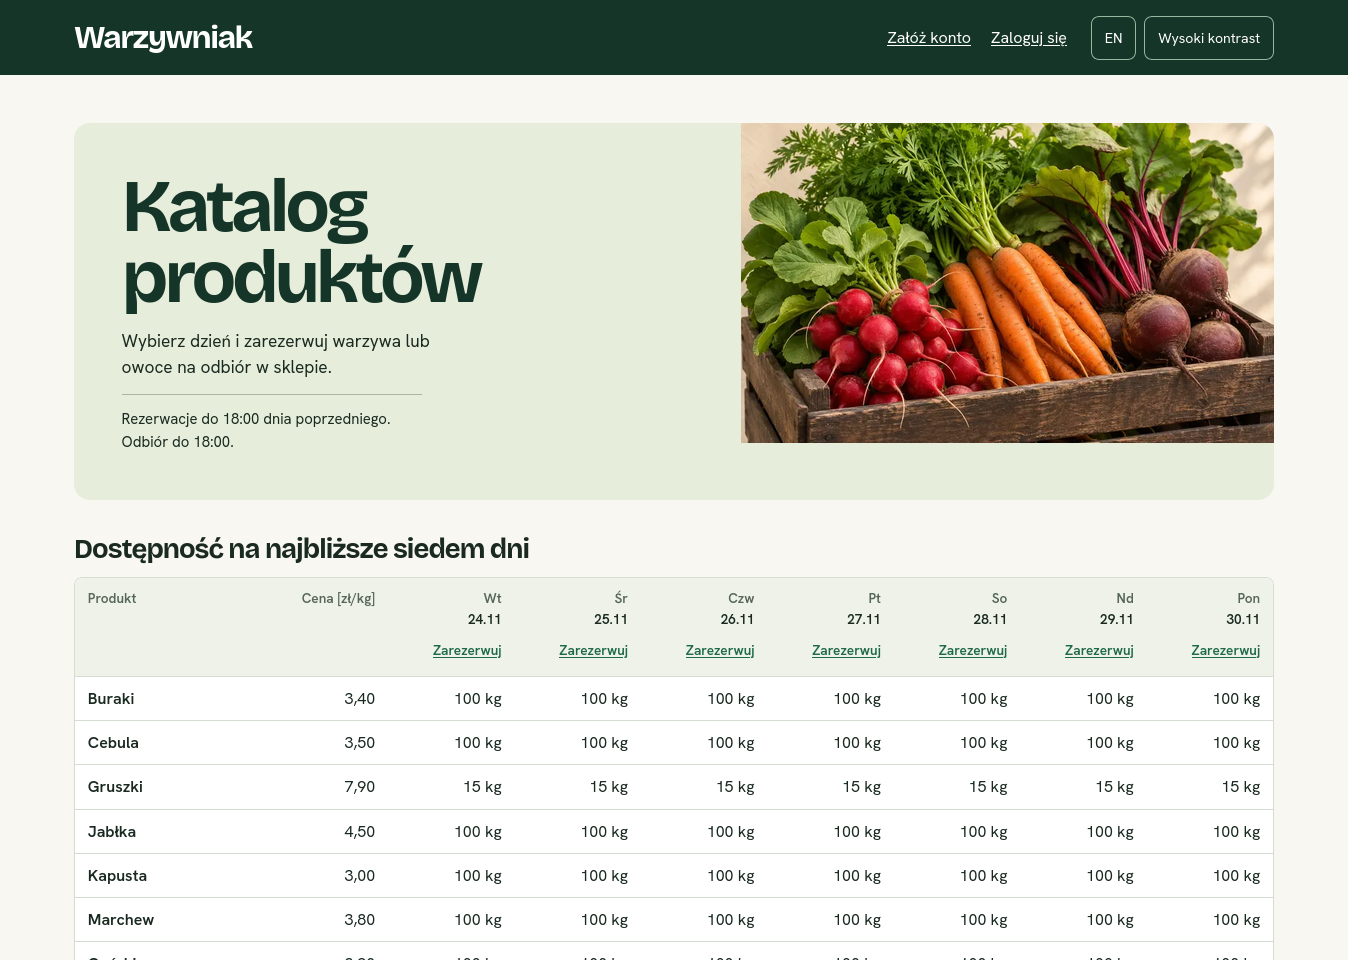 Warzywniak
Załóż konto Zaloguj się EN Wysoki kontrast
Katalog
produktów
Wybierz dzień i zarezerwuj warzywa lub
owoce na odbiór w sklepie.
Rezerwacje do 18:00 dnia poprzedniego.
Odbiór do 18:00.
Dostępność na najbliższe siedem dni
Produkt Cena [zł/kg] Wt Śr Czw Pt So Nd Pon
24.11 25.11 26.11 27.11 28.11 29.11 30.11
Zarezerwuj Zarezerwuj Zarezerwuj Zarezerwuj Zarezerwuj Zarezerwuj Zarezerwuj
Buraki 3,40 100 kg 100 kg 100 kg 100 kg 100 kg 100 kg 100 kg
Cebula 3,50 100 kg 100 kg 100 kg 100 kg 100 kg 100 kg 100 kg
Gruszki 7,90 15 kg 15 kg 15 kg 15 kg 15 kg 15 kg 15 kg
Jabłka 4,50 100 kg 100 kg 100 kg 100 kg 100 kg 100 kg 100 kg
Kapusta 3,00 100 kg 100 kg 100 kg 100 kg 100 kg 100 kg 100 kg
Marchew 3,80 100 kg 100 kg 100 kg 100 kg 100 kg 100 kg 100 kg